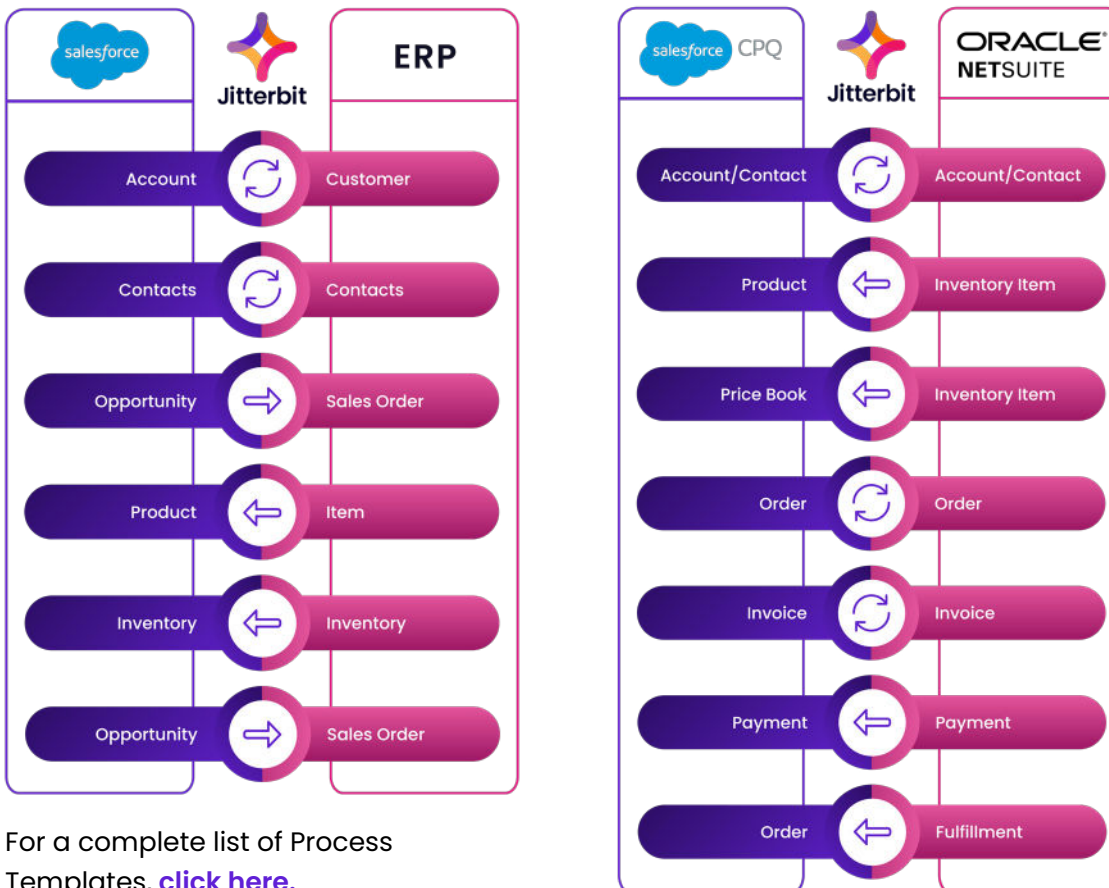 salesforce
Jitterbit
ERP
Account
Customer
Contacts
Contacts
Opportunity
Sales Order
Product
Item
Inventory
Inventory
Opportunity
Sales Order
For a complete list of Process
Templates, click here.
salesforce CPQ
Jitterbit
ORACLE®
NETSUITE
Account/Contact
Account/Contact
Product
Inventory Item
Price Book
Inventory Item
Order
Order
Invoice
Invoice
Payment
Payment
Order
Fulfillment